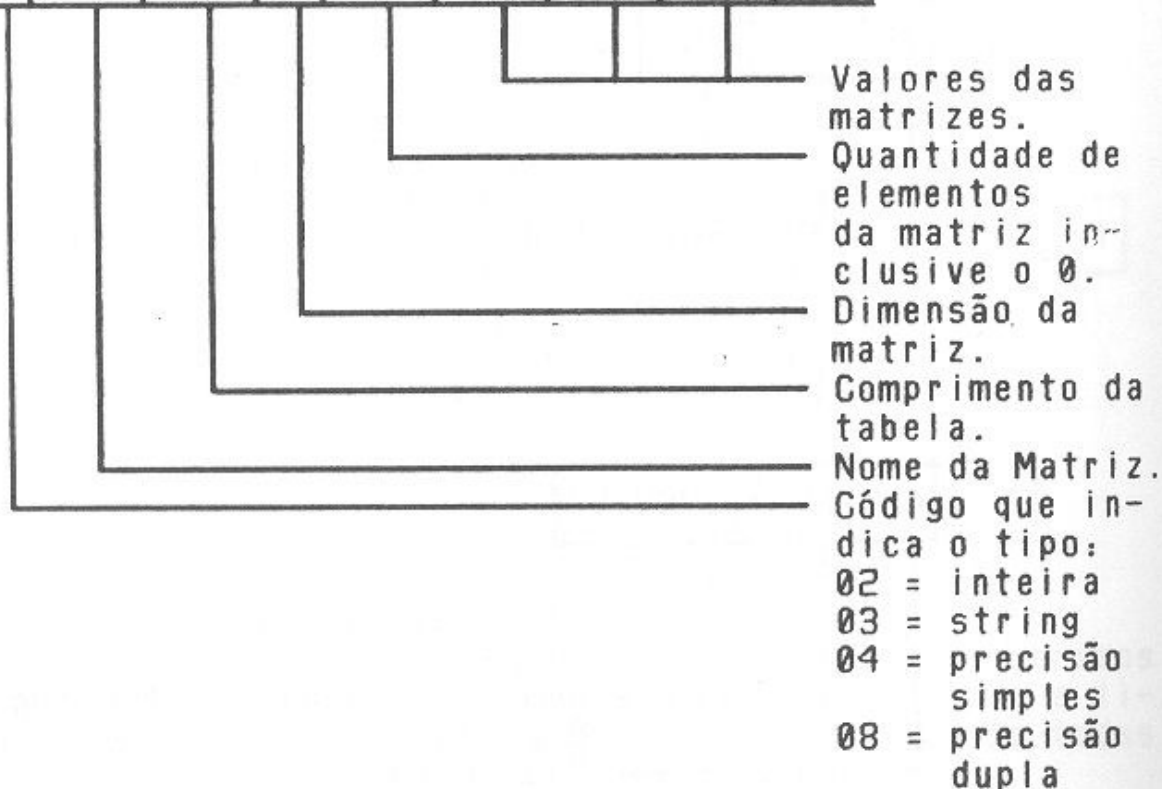 Valores das
matrizes.
Quantidade de
elementos
da matriz in-
clusive o 0.
Dimensão da
matriz.
Comprimento da
tabela.
Nome da Matriz.
Código que in-
dica o tipo:
02 = inteira
03 = string
04 = precisão
simples
08 = precisão
dupla